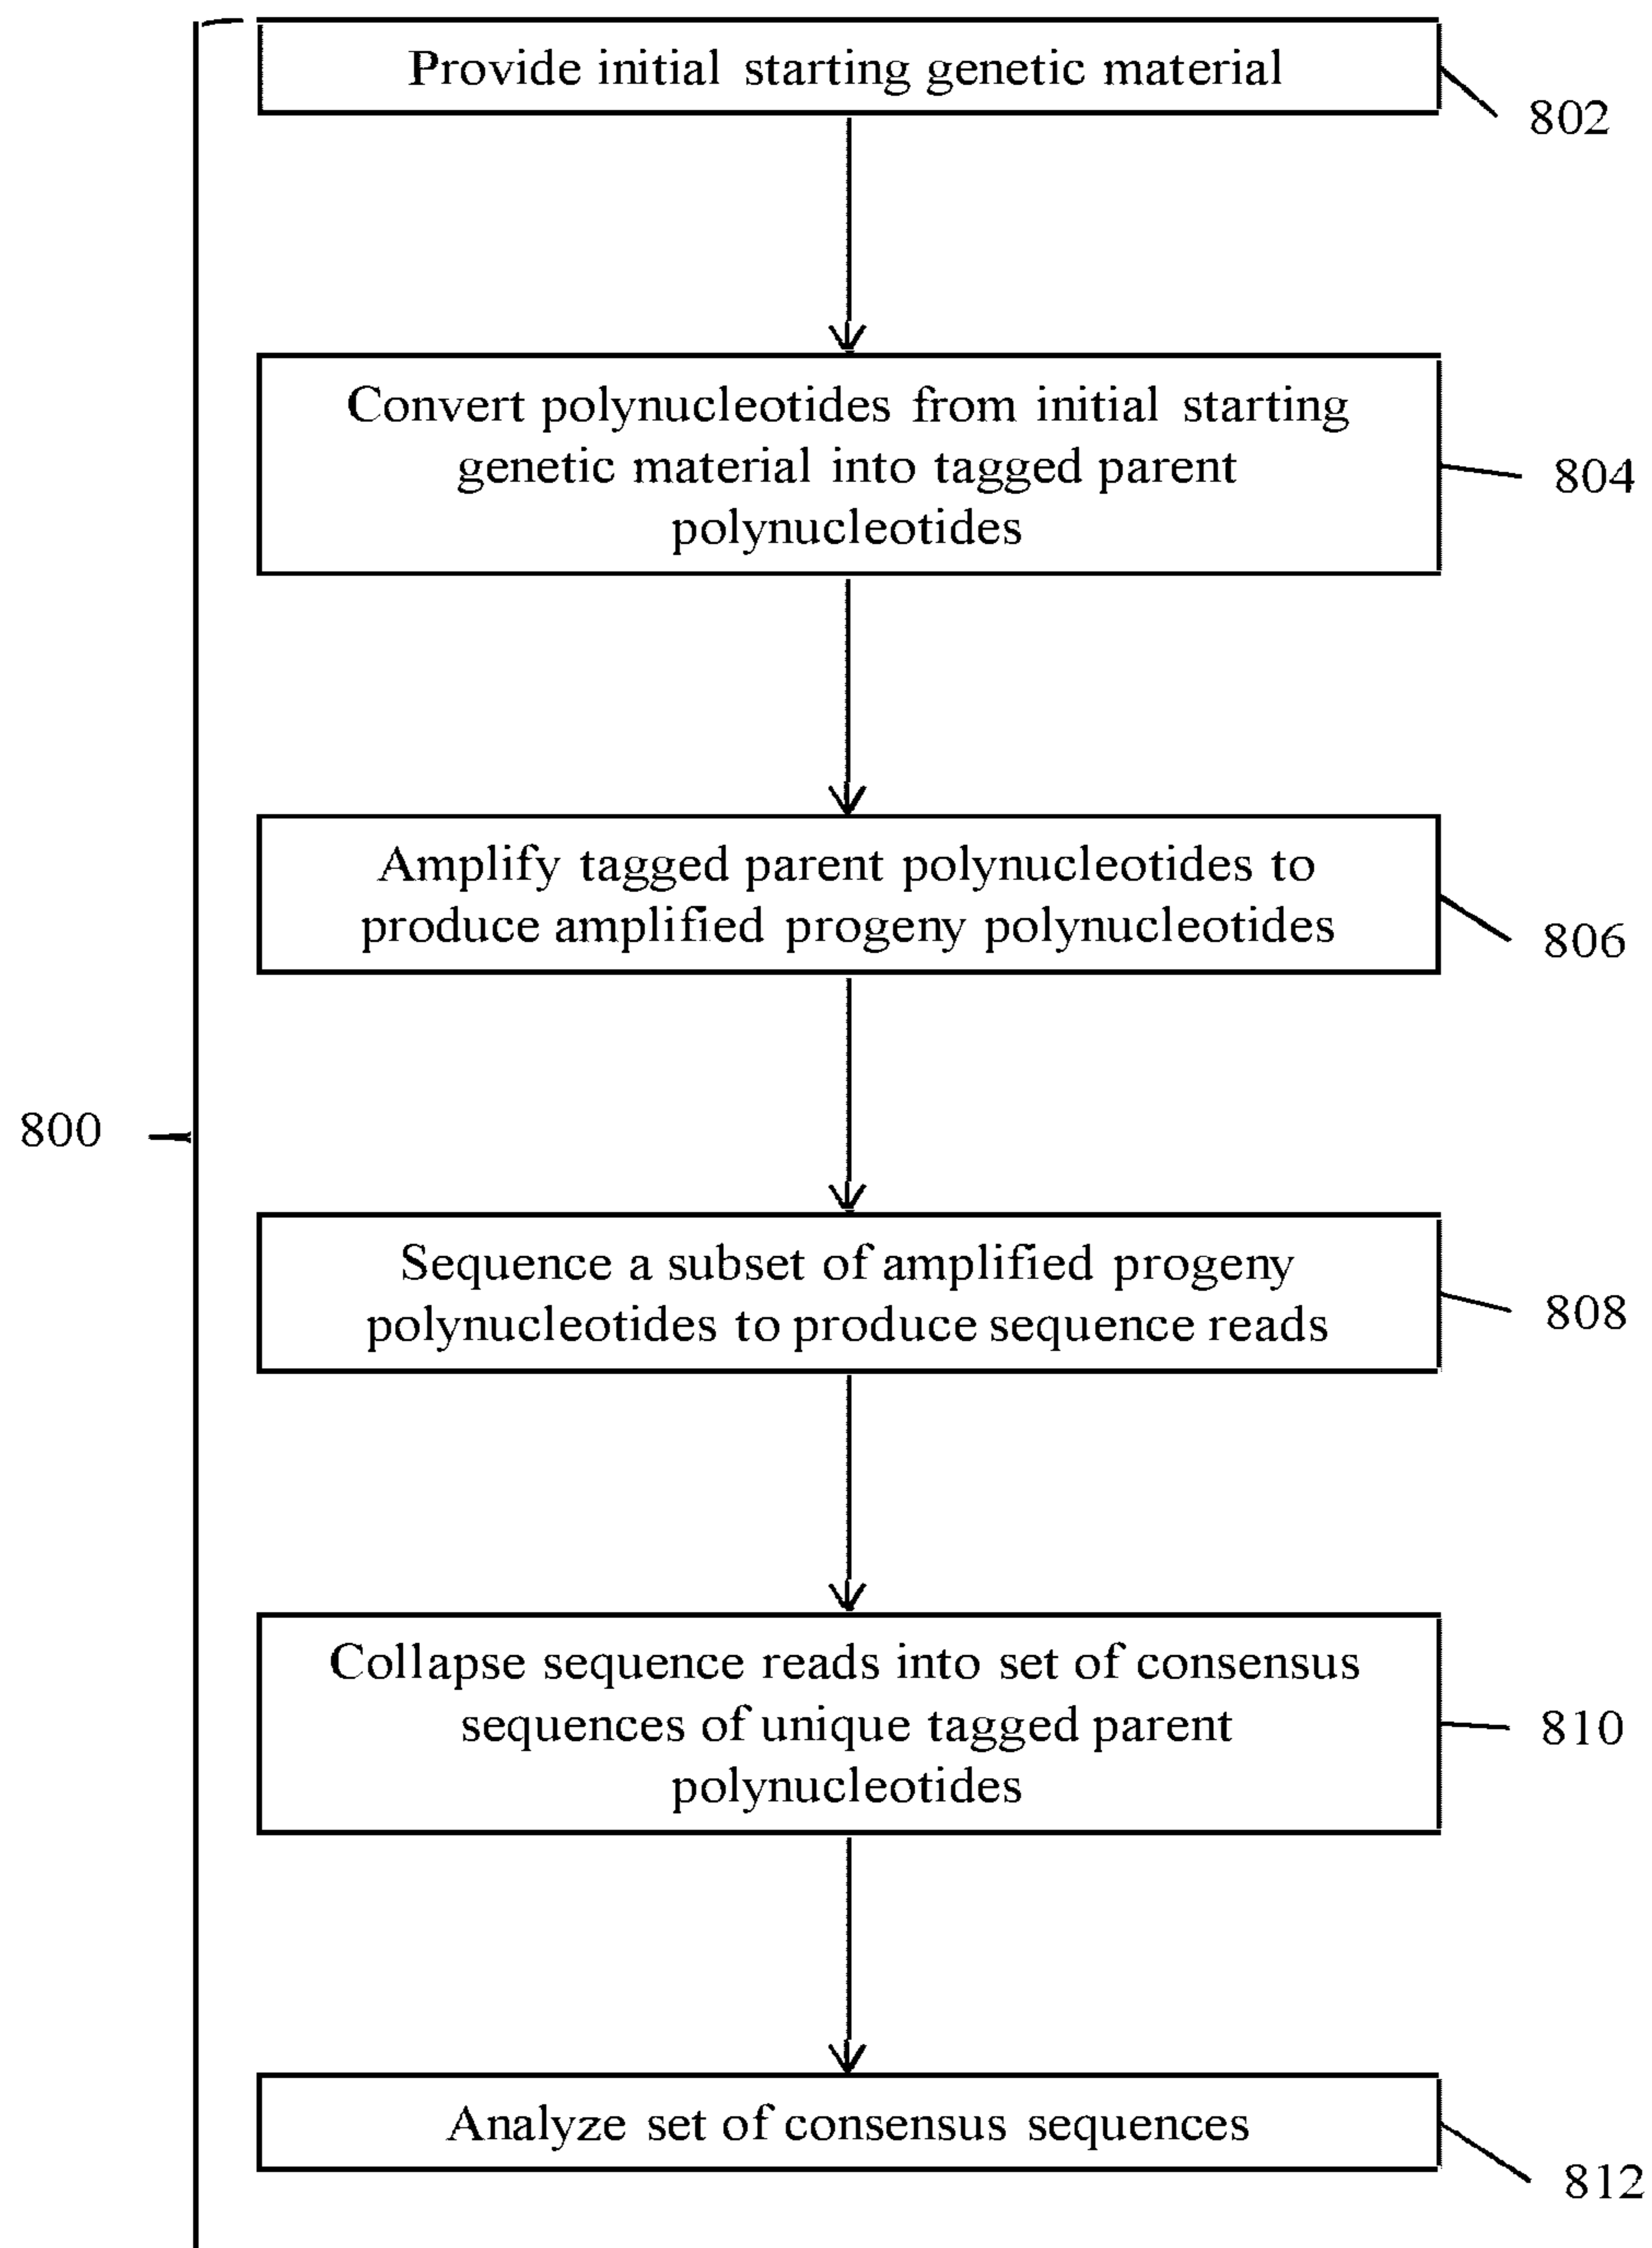 Provide initial starting genetic material
802
Convert polynucleotides from initial starting
genetic material into tagged parent
polynucleotides
804
Amplify tagged parent polynucleotides to
produce amplified progeny polynucleotides
806
800
Sequence a subset of amplified progeny
polynucleotides to produce sequence reads
808
Collapse sequence reads into set of consensus
sequences of unique tagged parent
polynucleotides
810
Analyze set of consensus sequences
812